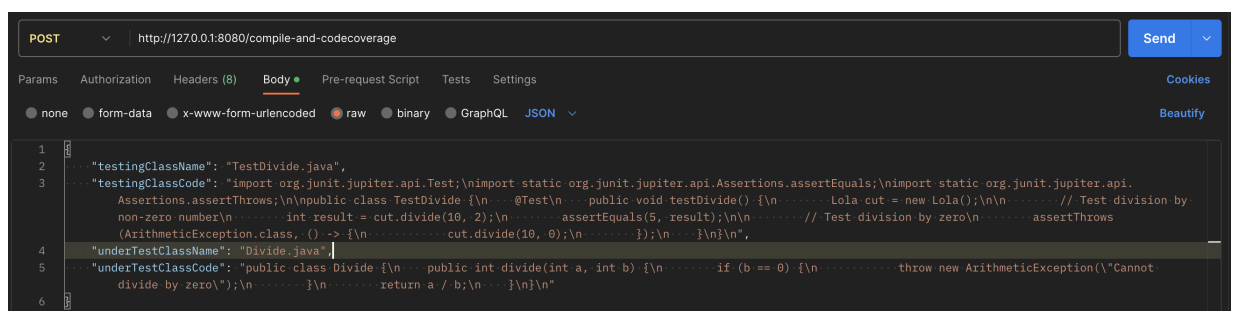 POST http://127.0.0.1:8080/compile-and-codecoverage Send
Params Authorization Headers (8) Body Pre-request Script Tests Settings Cookies
none form-data x-www-form-urlencoded raw binary GraphQL JSON Beautify
1 {
2 "testingClassName": "TestDivide.java",
3 "testingClassCode": "import org.junit.jupiter.api.Test;\nimport static org.junit.jupiter.api.Assertions.assertEquals;\nimport static org.junit.jupiter.api.
Assertions.assertThrows;\n\npublic class TestDivide {\n    @Test\n    public void testDivide() {\n        Lola cut = new Lola();\n\n        // Test division by
non-zero number\n        int result = cut.divide(10, 2);\n        assertEquals(5, result);\n\n        // Test division by zero\n        assertThrows
(ArithmeticException.class, () -> {\n            cut.divide(10, 0);\n        });\n    }\n}\n",
4 "underTestClassName": "Divide.java",
5 "underTestClassCode": "public class Divide {\n    public int divide(int a, int b) {\n        if (b == 0) {\n            throw new ArithmeticException(\"Cannot
divide by zero\");\n        }\n        return a / b;\n    }\n}\n"
6 }